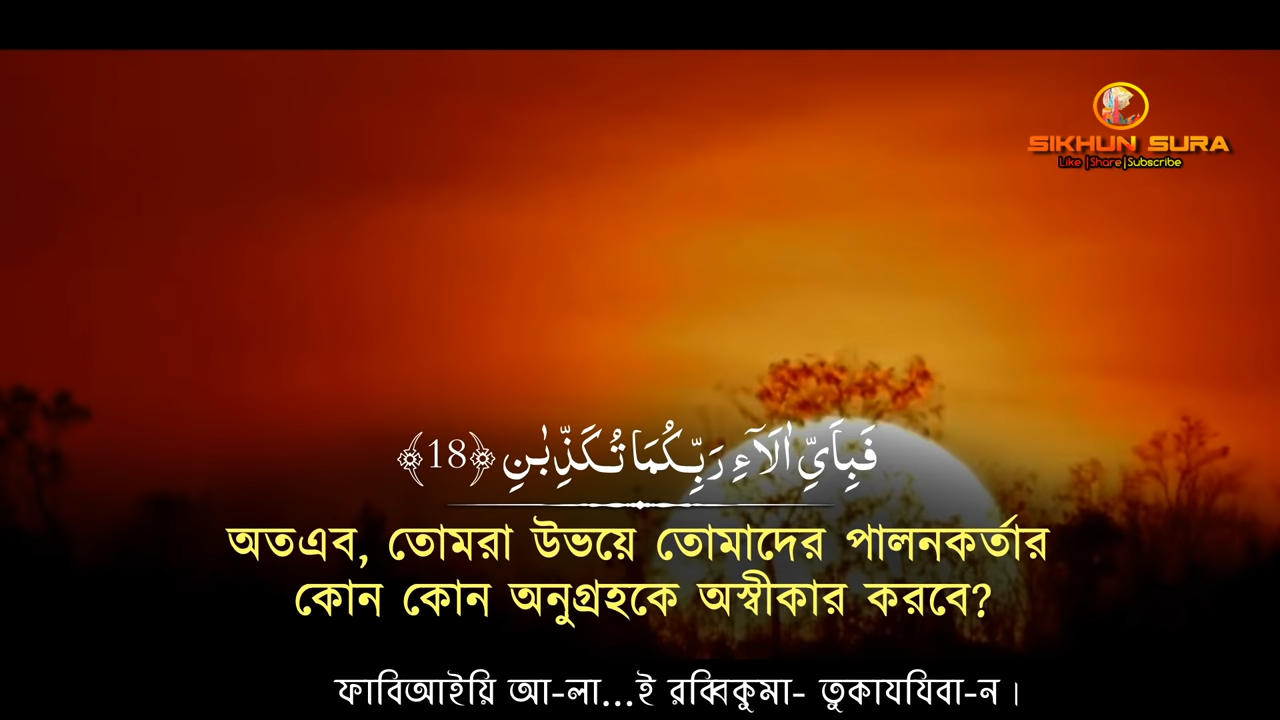 SIKHUN SURA
Like |Share|Subscribe
فَبِاَیِّ اٰلَآءِ رَبِّكُمَا تُكَذِّبٰنِ ﴿18﴾
অতএব, তোমরা উভয়ে তোমাদের পালনকর্তার
কোন কোন অনুগ্রহকে অস্বীকার করবে?
ফাবিআইয়ি আ-লা...ই রব্বিকুমা- তুকাযযিবা-ন।